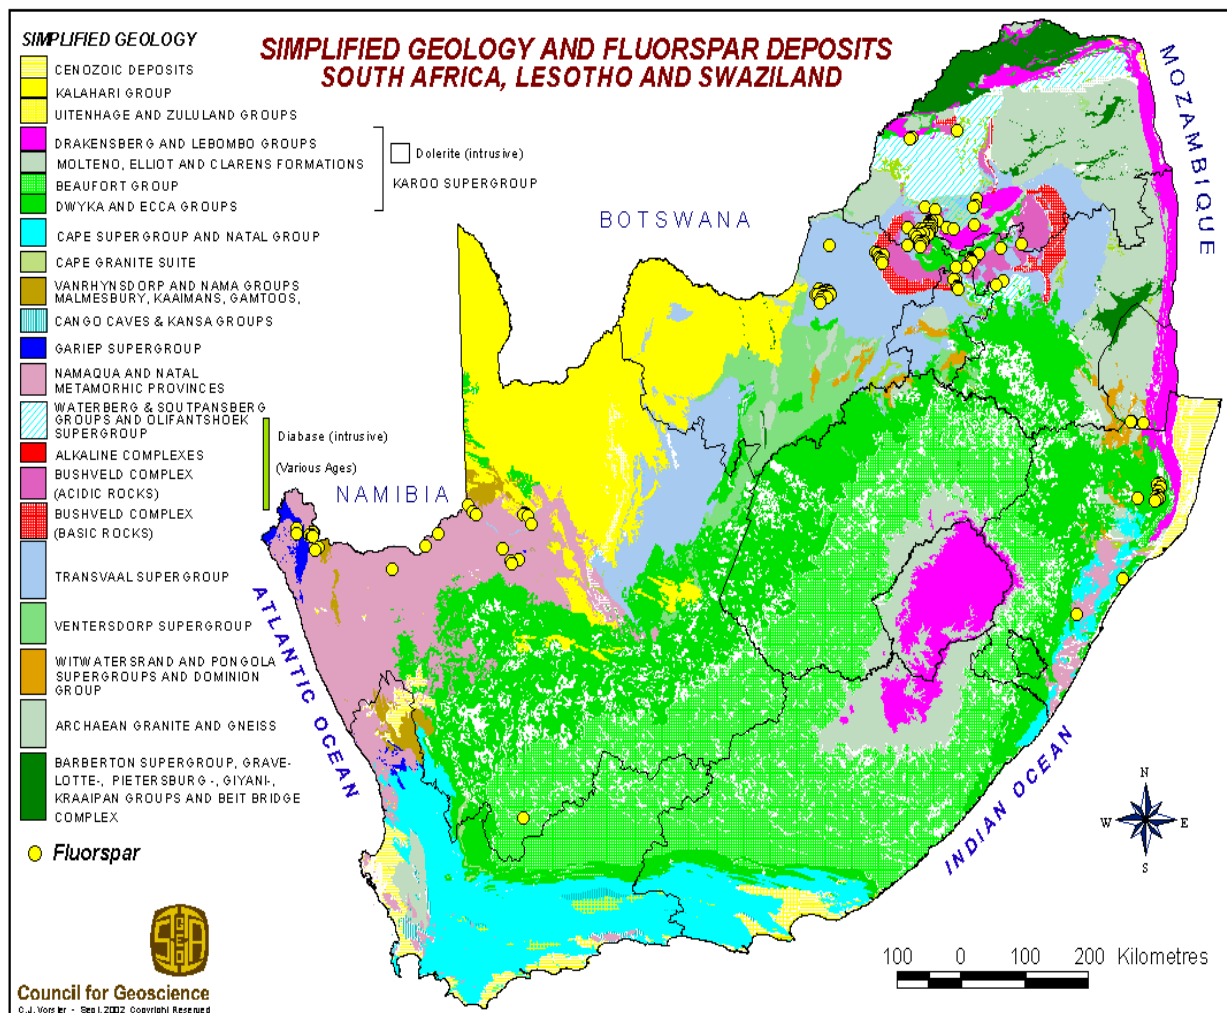 SIMPLIFIED GEOLOGY AND FLUORSPAR DEPOSITS
SOUTH AFRICA, LESOTHO AND SWAZILAND
SIMPLIFIED GEOLOGY
CENOZOIC DEPOSITS
KALAHARI GROUP
UITENHAGE AND ZULULAND GROUPS
DRAKENSBERG AND LEBOMBO GROUPS
MOLTENO, ELLIOT AND CLARENS FORMATIONS
BEAUFORT GROUP
DWYKA AND ECCA GROUPS
Dolerite (intrusive)
KAROO SUPERGROUP
CAPE SUPERGROUP AND NATAL GROUP
CAPE GRANITE SUITE
VANRHYNSDORP AND NAMA GROUPS
MALMESBURY, KAAIMANS, GAMTOOS,
CANGO CAVES & KANSA GROUPS
GARIEP SUPERGROUP
NAMAQUA AND NATAL
METAMORHIC PROVINCES
WATERBERG & SOUTPANSBERG
GROUPS AND OLIFANTSHOEK
SUPERGROUP
ALKALINE COMPLEXES
BUSHVELD COMPLEX
(ACIDIC ROCKS)
BUSHVELD COMPLEX
(BASIC ROCKS)
Diabase (intrusive)
(Various Ages)
TRANSVAAL SUPERGROUP
VENTERSDORP SUPERGROUP
WITWATERSRAND AND PONGOLA
SUPERGROUPS AND DOMINION
GROUP
ARCHAEAN GRANITE AND GNEISS
BARBERTON SUPERGROUP, GRAVE-
LOTTE-, PIETERSBURG -, GIYANI-,
KRAAIPAN GROUPS AND BEIT BRIDGE
COMPLEX
Fluorspar
Council for Geoscience
C.J. Vorster - Sept. 2002 Copyright Reserved
BOTSWANA
NAMIBIA
MOZAMBIQUE
ATLANTIC OCEAN
INDIAN OCEAN
N
W
E
S
100 0 100 200 Kilometres